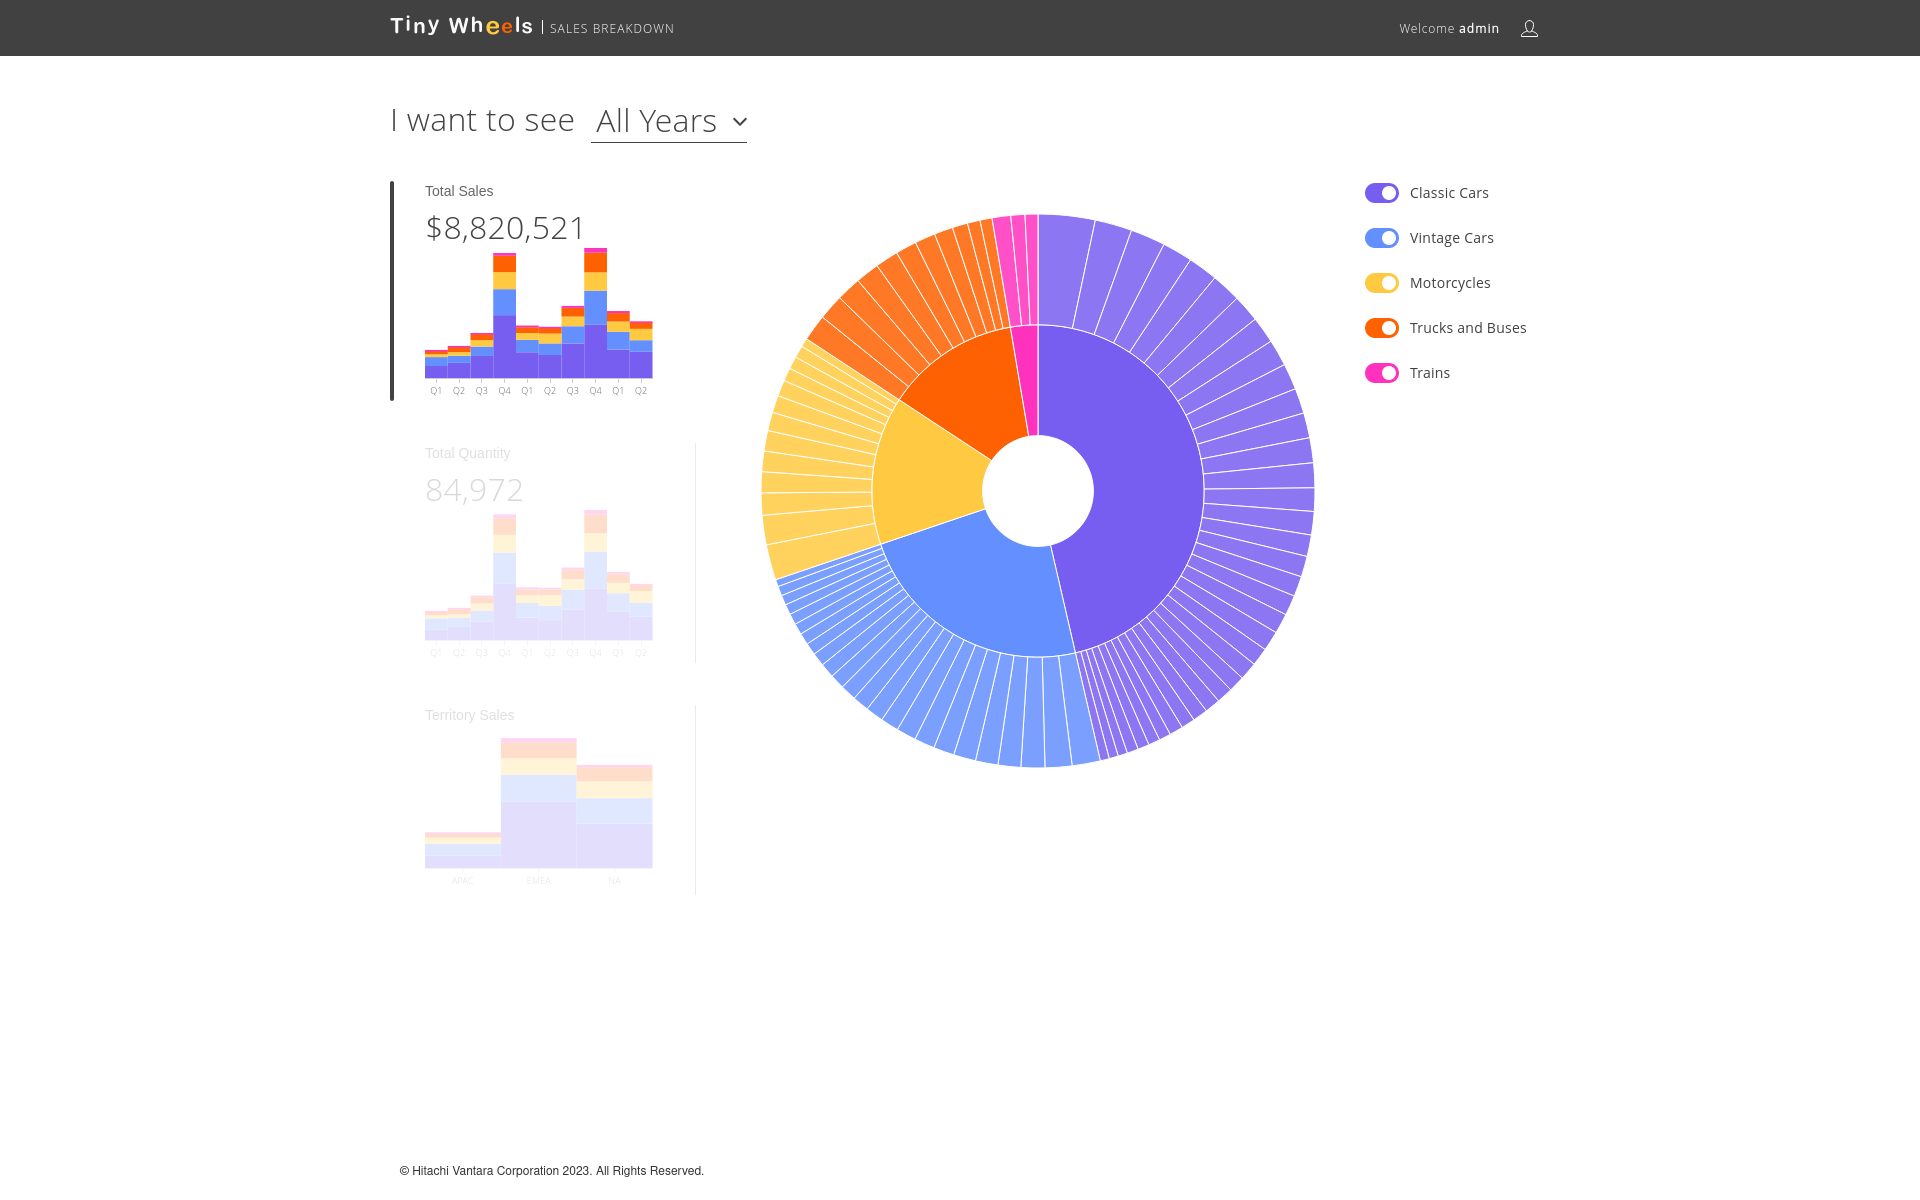 Tiny Wheels | SALES BREAKDOWN
Welcome admin
I want to see All Years
Total Sales
$8,820,521
Q1 Q2 Q3 Q4 Q1 Q2 Q3 Q4 Q1 Q2
Total Quantity
84,972
Q1 Q2 Q3 Q4 Q1 Q2 Q3 Q4 Q1 Q2
Territory Sales
APAC EMEA NA
Classic Cars
Vintage Cars
Motorcycles
Trucks and Buses
Trains
© Hitachi Vantara Corporation 2023. All Rights Reserved.